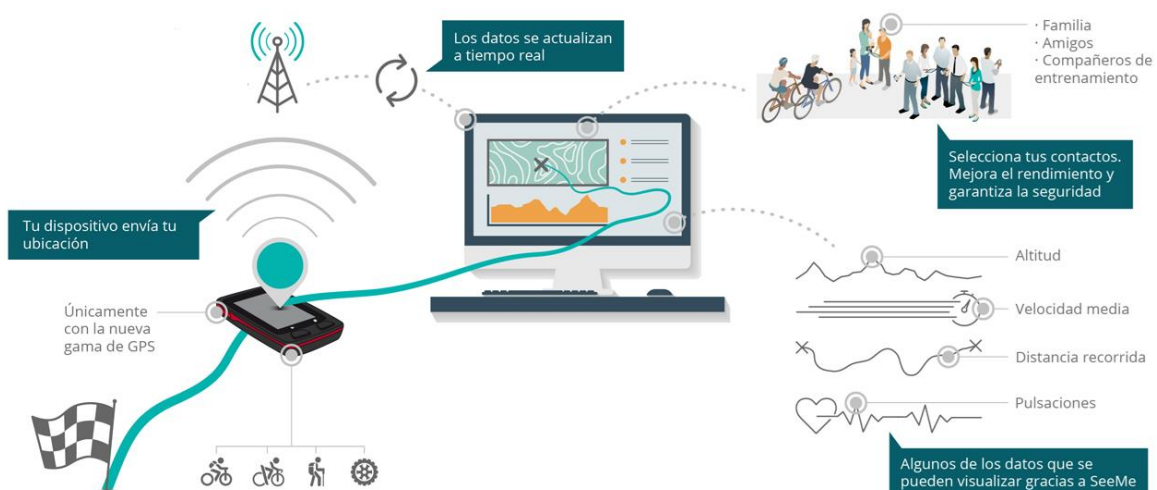 Los datos se actualizan
a tiempo real
· Familia
· Amigos
· Compañeros de
entrenamiento
Selecciona tus contactos.
Mejora el rendimiento y
garantiza la seguridad
Tu dispositivo envía tu
ubicación
Únicamente
con la nueva
gama de GPS
Altitud
Velocidad media
Distancia recorrida
Pulsaciones
Algunos de los datos que se
pueden visualizar gracias a SeeMe